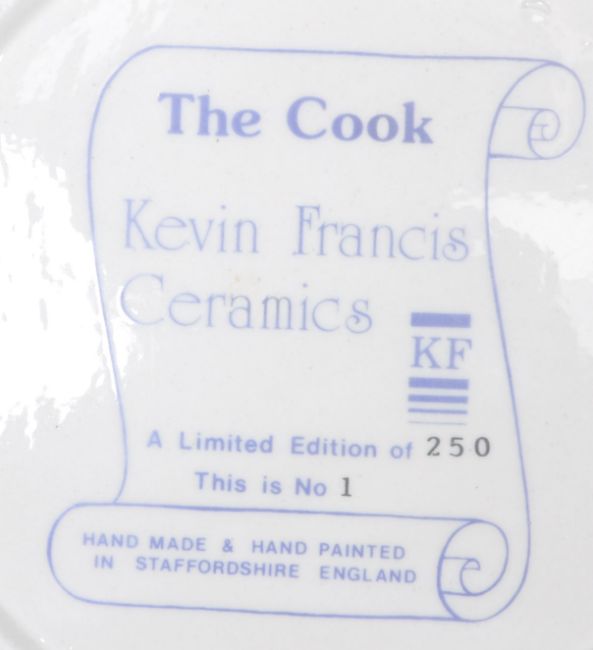 The Cook
Kevin Francis
Ceramics
KF
A Limited Edition of 250
This is No 1
HAND MADE & HAND PAINTED
IN STAFFORDSHIRE ENGLAND